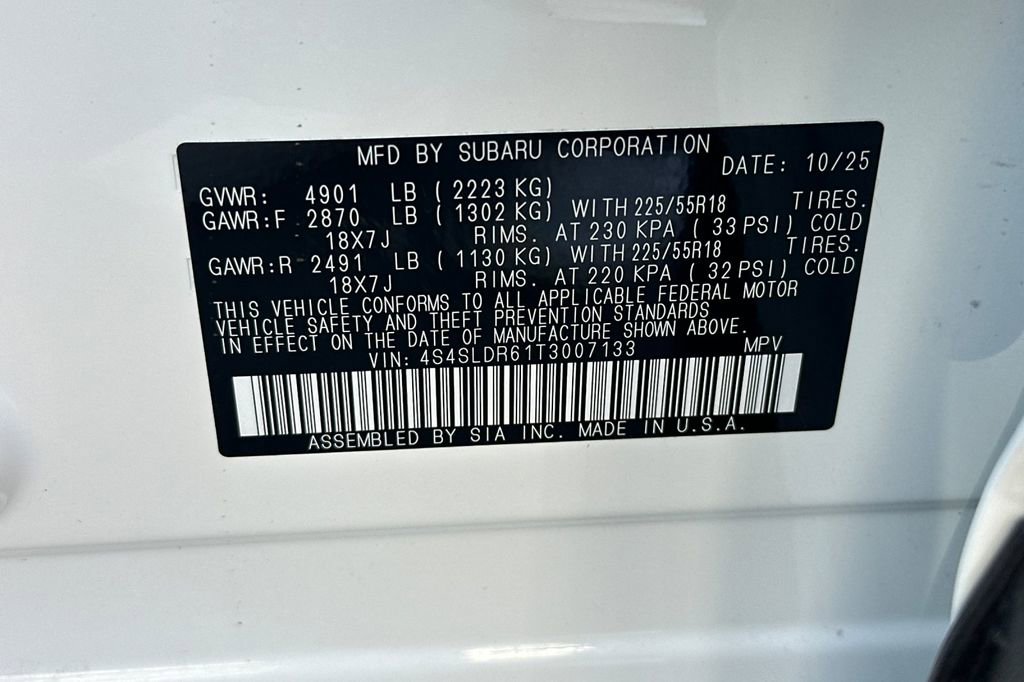 MFD BY SUBARU CORPORATION DATE: 10/25
GVWR: 4901 LB (2223 KG)
GAWR:F 2870 LB (1302 KG) WITH 225/55R18 TIRES.
18X7J RIMS. AT 230 KPA (33 PSI) COLD
GAWR:R 2491 LB (1130 KG) WITH 225/55R18 TIRES.
18X7J RIMS. AT 220 KPA (32 PSI) COLD
THIS VEHICLE CONFORMS TO ALL APPLICABLE FEDERAL MOTOR
VEHICLE SAFETY AND THEFT PREVENTION STANDARDS
IN EFFECT ON THE DATE OF MANUFACTURE SHOWN ABOVE.
VIN: 4S4SLDR61T3007133 MPV
ASSEMBLED BY SIA INC. MADE IN U.S.A.